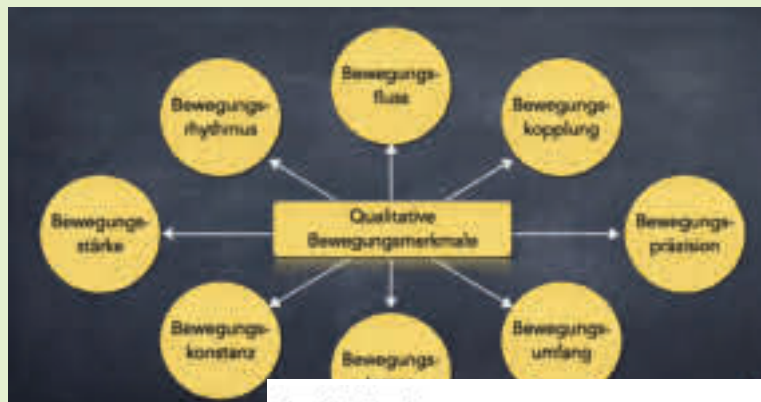 Bewegungs-
fluss
Bewegungs-
rhythmus
Bewegungs-
kopplung
Qualitative
Bewegungsmerkmale
Bewegungs-
stärke
Bewegungs-
präzision
Bewegungs-
konstanz
Bewegungs-
umfang
Bewegungs-